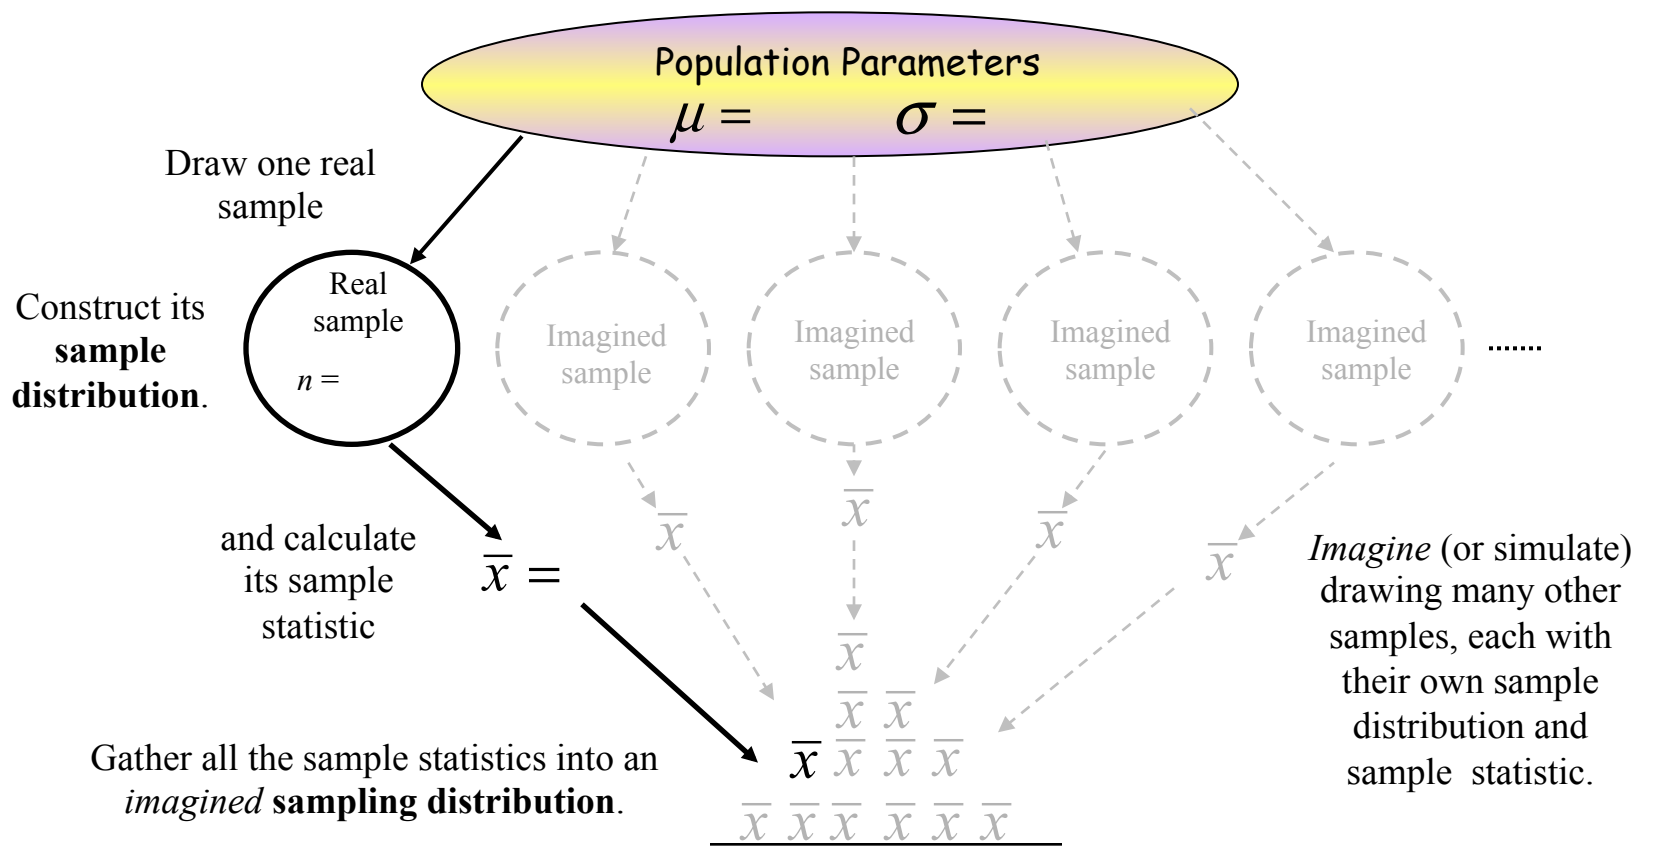 Population Parameters
μ = σ =
Draw one real
sample
Real
sample
n =
Construct its
sample
distribution.
Imagined
sample
Imagined
sample
Imagined
sample
Imagined
sample
.......
and calculate
its sample
statistic
x̅ =
x̅
x̅
x̅
x̅
Imagine (or simulate)
drawing many other
samples, each with
their own sample
distribution and
sample statistic.
Gather all the sample statistics into an
imagined sampling distribution.
x̅
x̅ x̅
x̅ x̅ x̅ x̅
x̅ x̅ x̅ x̅ x̅ x̅